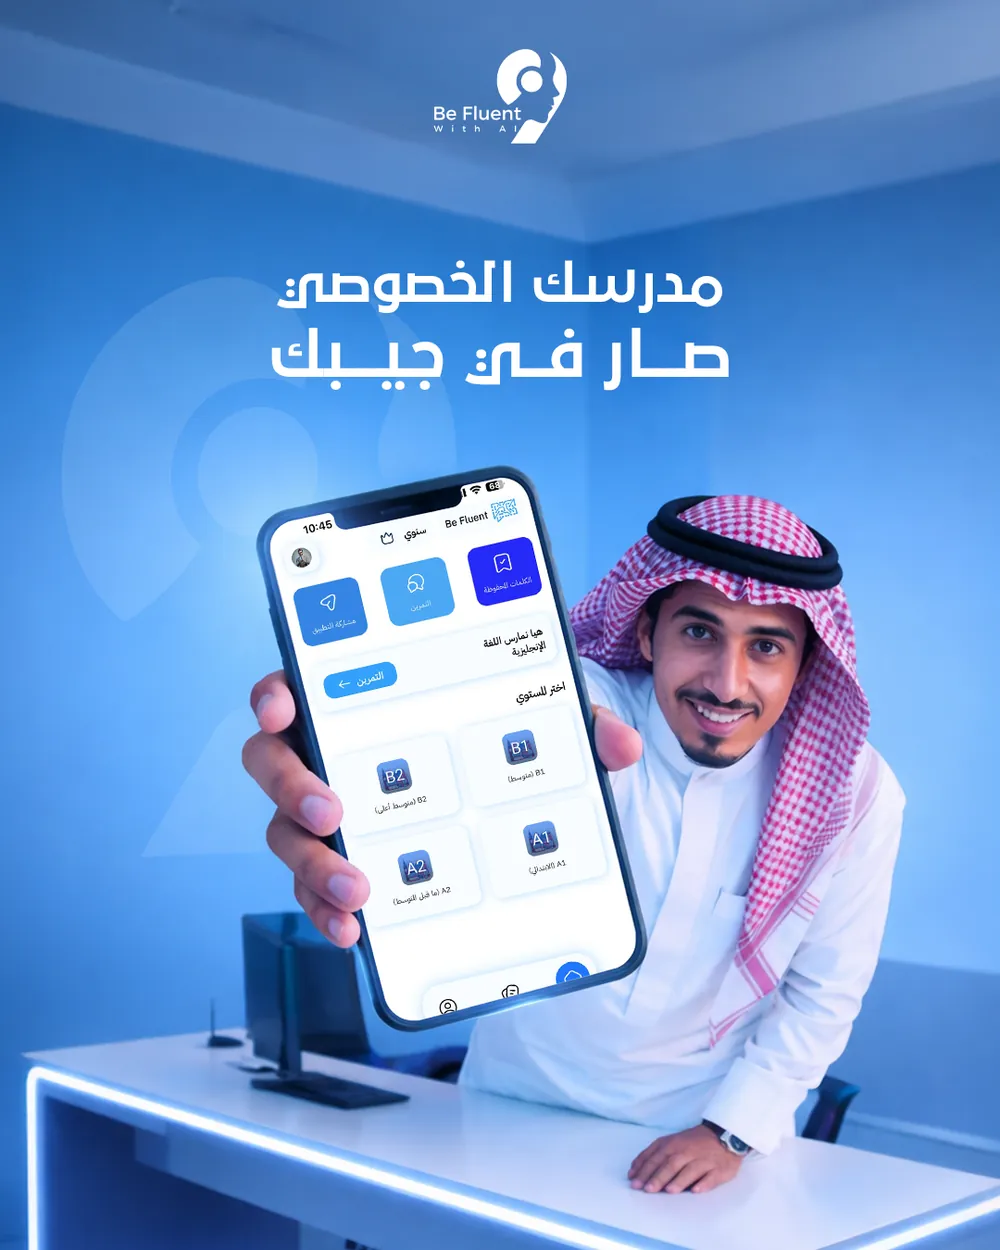 Be Fluent
With AI
مدرسك الخصوصي
صار في جيبك
10:45
63
سنوي
Be Fluent
الكلمات المحفوظة
التمرين
مشاركة التطبيق
هيا نمارس اللغة
الإنجليزية
التمرين
اختر المستوي
B1
B1 (متوسط)
B2
B2 (متوسط أعلى)
A1
A1 (الابتدائي)
A2
A2 (ما قبل المتوسط)